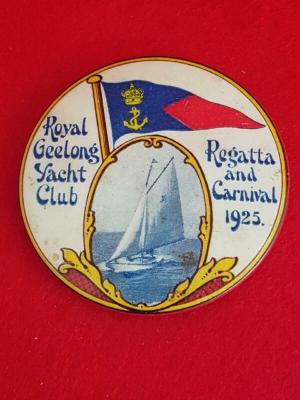 Royal
Geelong
Yacht
Club
Regatta
and
Carnival
1925.